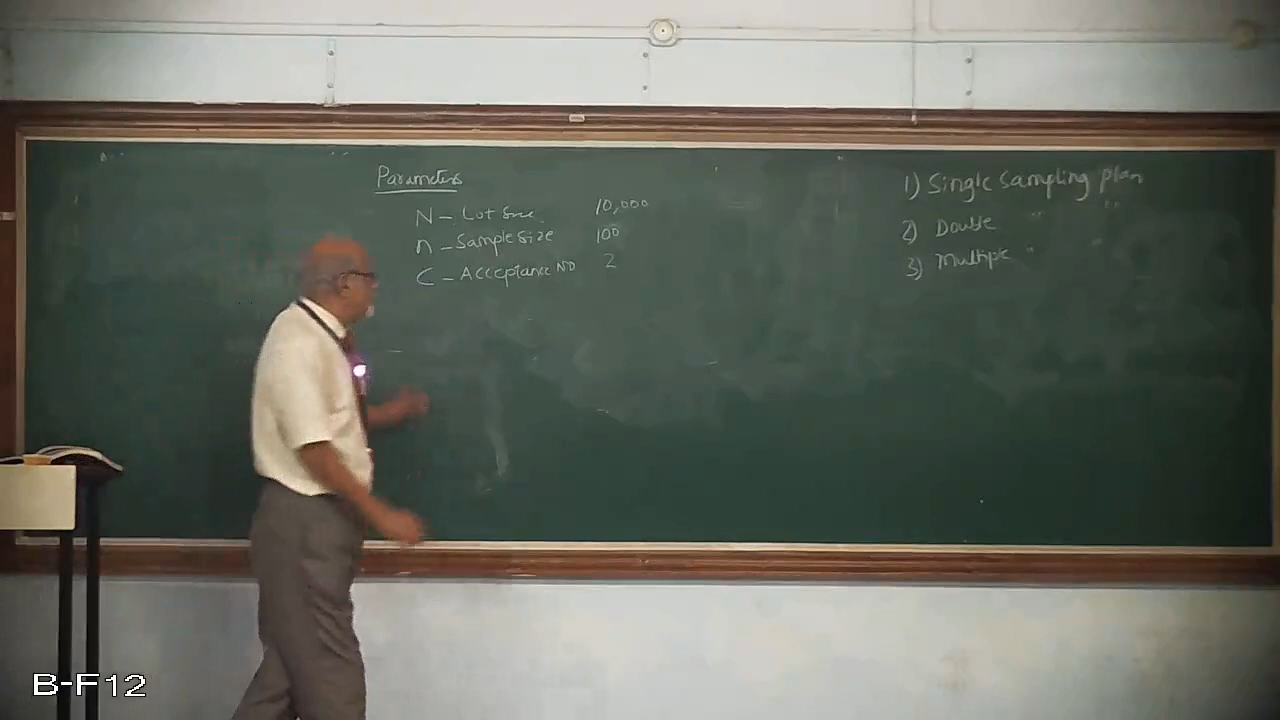 Parameters
N - Lot Size 10,000
n - Sample Size 100
C - Acceptance No 2
1) Single Sampling Plan
2) Double " "
3) Multiple " "
B-F12